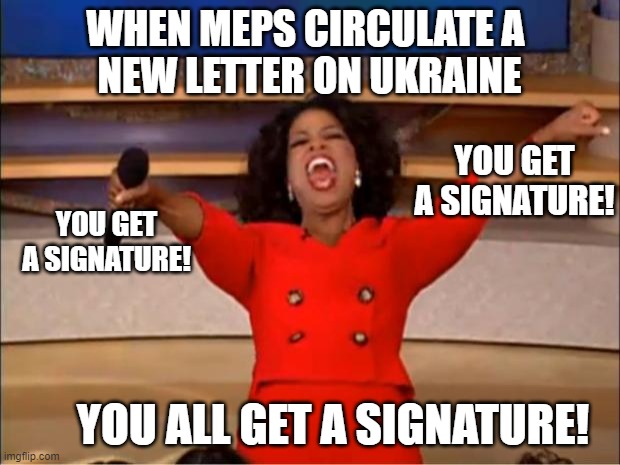 WHEN MEPS CIRCULATE A
NEW LETTER ON UKRAINE
YOU GET
A SIGNATURE!
YOU GET
A SIGNATURE!
YOU ALL GET A SIGNATURE!
imgflip.com